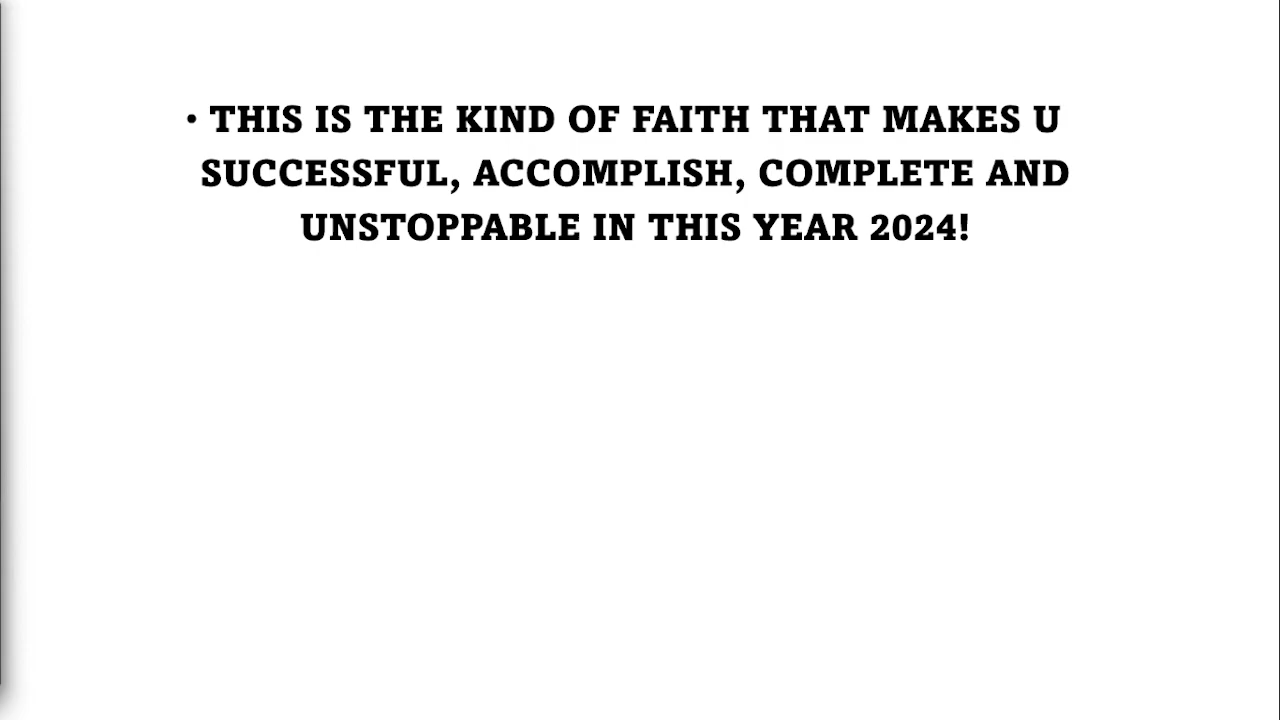 • THIS IS THE KIND OF FAITH THAT MAKES U
SUCCESSFUL, ACCOMPLISH, COMPLETE AND
UNSTOPPABLE IN THIS YEAR 2024!